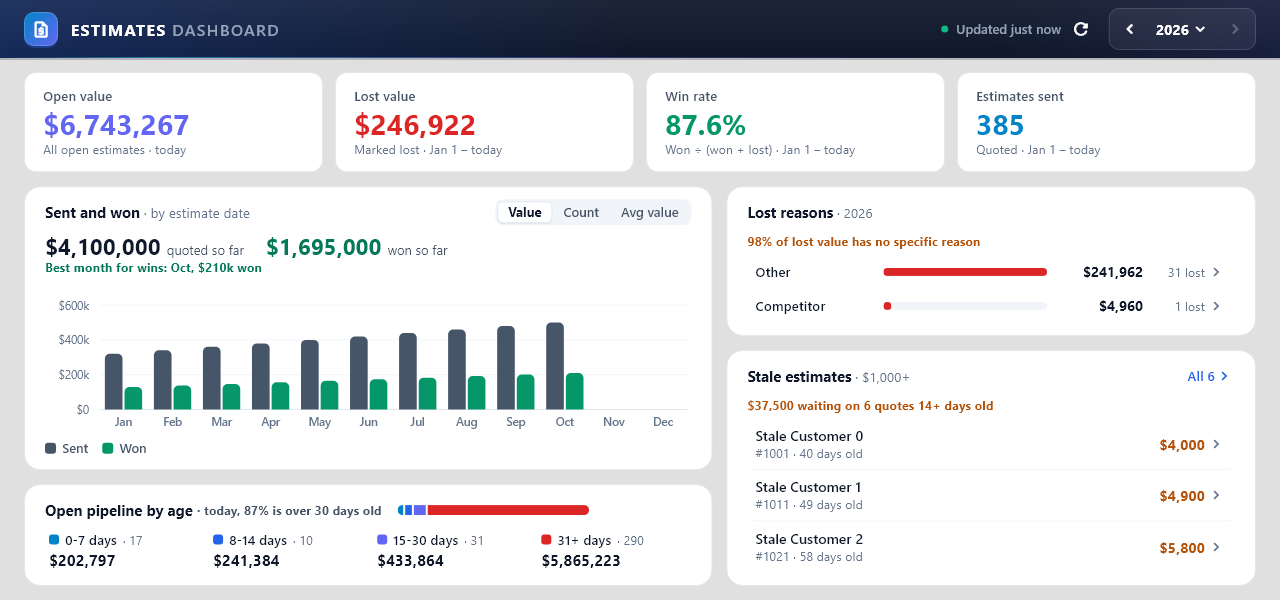 ESTIMATES DASHBOARD
Updated just now
2026
Open value
$6,743,267
All open estimates · today
Lost value
$246,922
Marked lost · Jan 1 – today
Win rate
87.6%
Won ÷ (won + lost) · Jan 1 – today
Estimates sent
385
Quoted · Jan 1 – today
Sent and won · by estimate date
Value Count Avg value
$4,100,000 quoted so far $1,695,000 won so far
Best month for wins: Oct, $210k won
$600k
$400k
$200k
$0
Jan Feb Mar Apr May Jun Jul Aug Sep Oct Nov Dec
Sent Won
Open pipeline by age · today, 87% is over 30 days old
0-7 days · 17
$202,797
8-14 days · 10
$241,384
15-30 days · 31
$433,864
31+ days · 290
$5,865,223
Lost reasons · 2026
98% of lost value has no specific reason
Other $241,962 31 lost
Competitor $4,960 1 lost
Stale estimates · $1,000+
All 6
$37,500 waiting on 6 quotes 14+ days old
Stale Customer 0
#1001 · 40 days old
$4,000
Stale Customer 1
#1011 · 49 days old
$4,900
Stale Customer 2
#1021 · 58 days old
$5,800